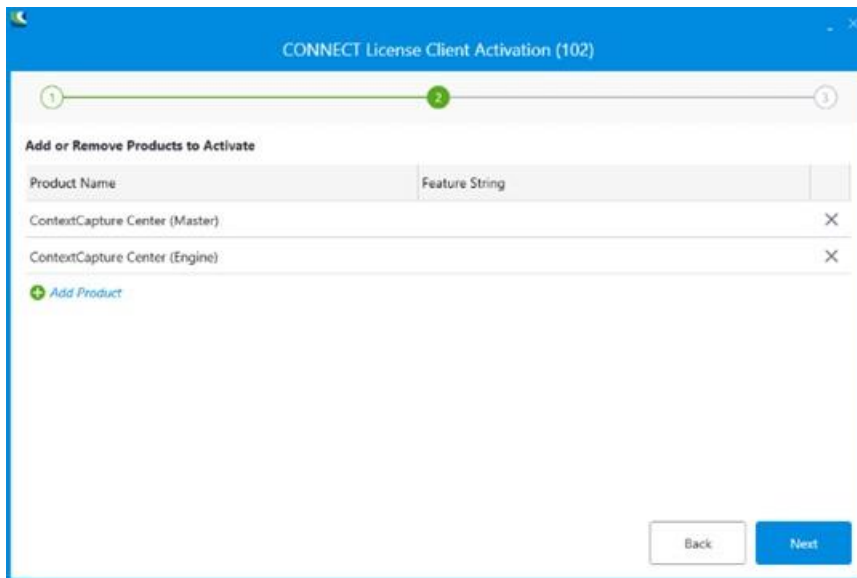 CONNECT License Client Activation (102)
1 2 3
Add or Remove Products to Activate
Product Name Feature String
ContextCapture Center (Master)
ContextCapture Center (Engine)
Add Product
Back Next